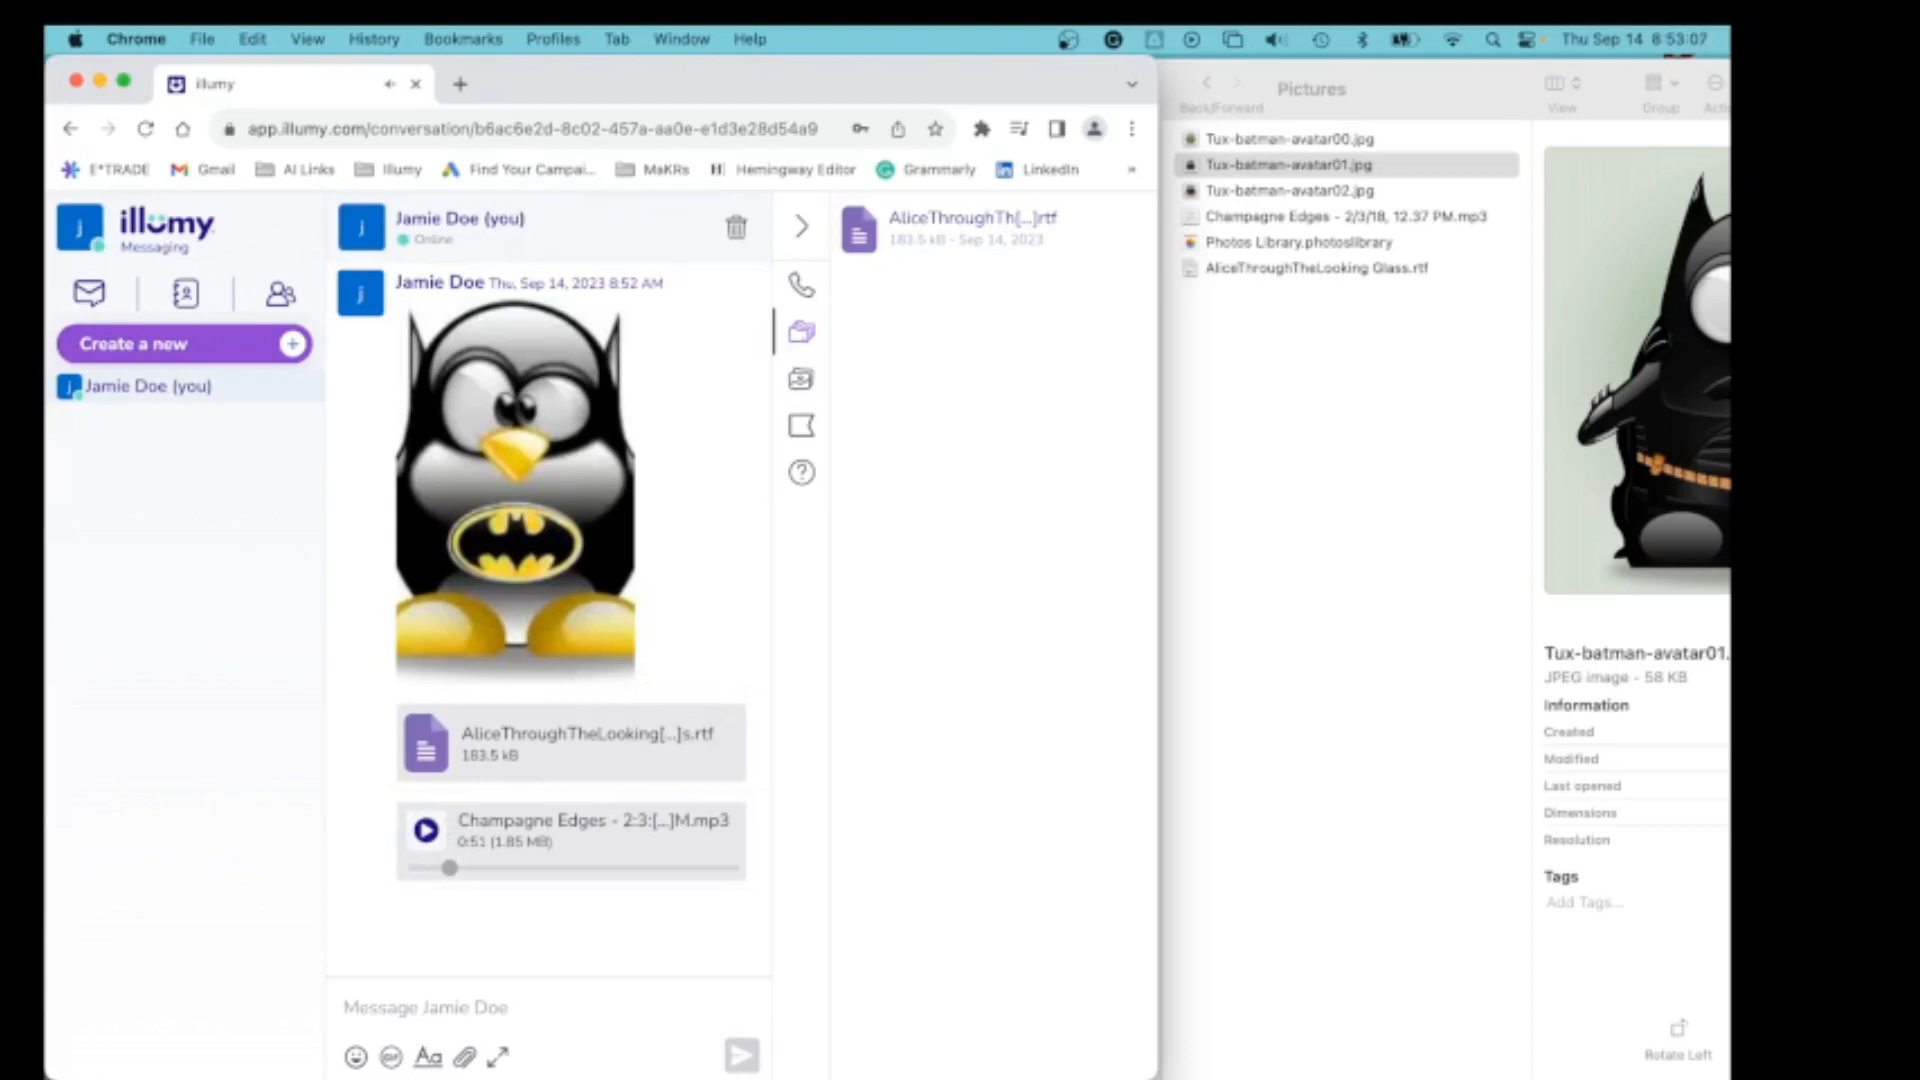 Chrome File Edit View History Bookmarks Profiles Tab Window Help
Thu Sep 14 8:53:07
illumy
app.illumy.com/conversation/b6ac6e2d-8c02-457a-aa0e-e1d3e28d54a9
E*TRADE Gmail AI Links Illumy Find Your Campai... MaKRs Hemingway Editor Grammarly LinkedIn »
illumy
Messaging
Create a new
Jamie Doe (you)
Jamie Doe (you)
Online
Jamie Doe Thu, Sep 14, 2023 8:52 AM
AliceThroughTheLooking[...]s.rtf
183.5 kB
Champagne Edges - 2:3:[...]M.mp3
0:51 (1.85 MB)
Message Jamie Doe
Aa
AliceThroughTh[...]rtf
183.5 kB - Sep 14, 2023
Pictures
Back/Forward
View
Group
Tux-batman-avatar00.jpg
Tux-batman-avatar01.jpg
Tux-batman-avatar02.jpg
Champagne Edges - 2/3/18, 12.37 PM.mp3
Photos Library.photoslibrary
AliceThroughTheLooking Glass.rtf
Tux-batman-avatar01.
JPEG image - 58 KB
Information
Created
Modified
Last opened
Dimensions
Resolution
Tags
Add Tags...
Rotate Left